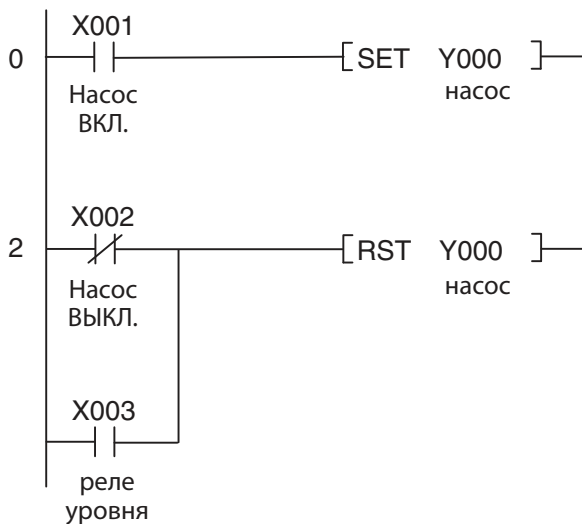 X001
0 SET Y000
Насос насос
ВКЛ.
X002
2 RST Y000
Насос насос
ВЫКЛ.
X003
реле
уровня